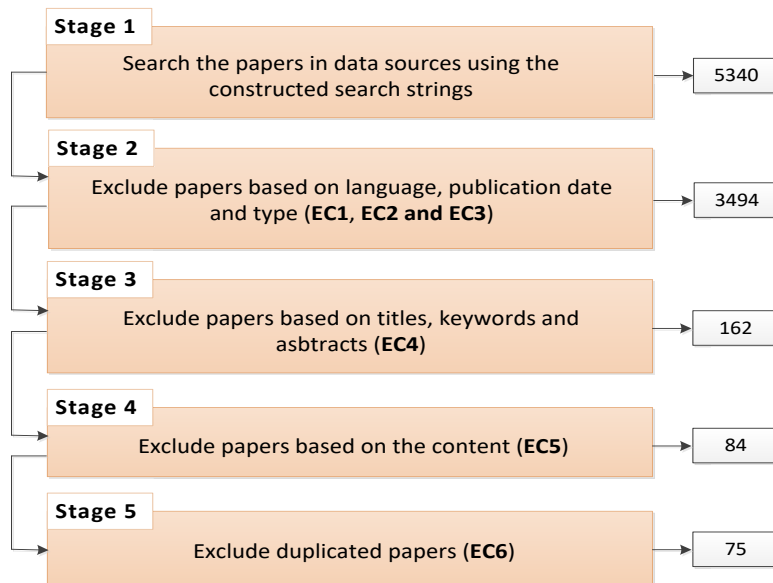 Stage 1
Search the papers in data sources using the
constructed search strings
5340
Stage 2
Exclude papers based on language, publication date
and type (EC1, EC2 and EC3)
3494
Stage 3
Exclude papers based on titles, keywords and
asbtracts (EC4)
162
Stage 4
Exclude papers based on the content (EC5)
84
Stage 5
Exclude duplicated papers (EC6)
75